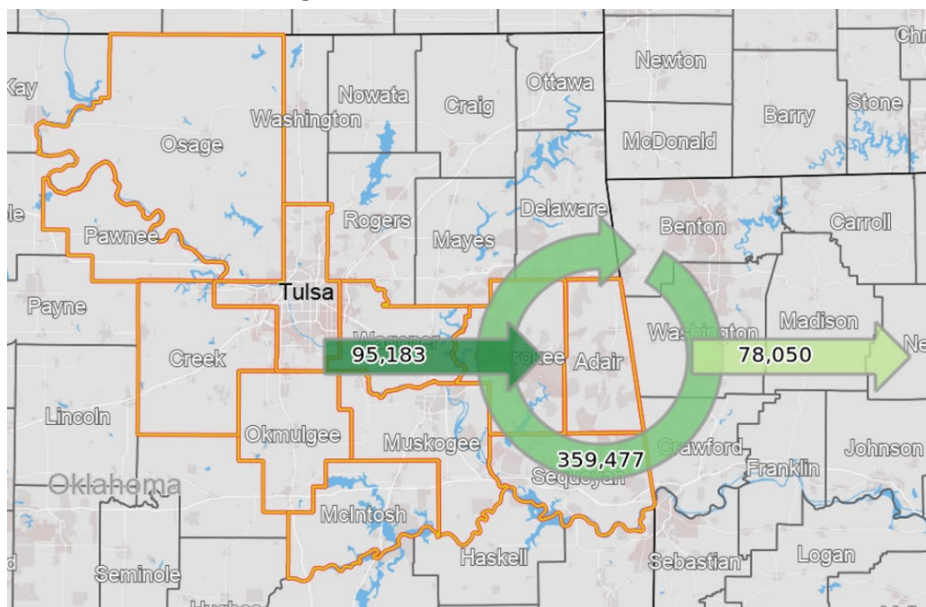 Newton
Ottawa
Kay
Nowata
Craig
Stone
Barry
Washington
Osage
McDonald
Delaware
Carroll
Rogers
Benton
Pawnee
Mayes
Tulsa
Payne
Madison
Washington
95,183
78,050
Creek
Adair
Lincoln
Okmulgee
Muskogee
Crawford
Johnson
359,477
Franklin
Sequoyah
Oklahoma
McIntosh
Haskell
Sebastian
Logan
Seminole